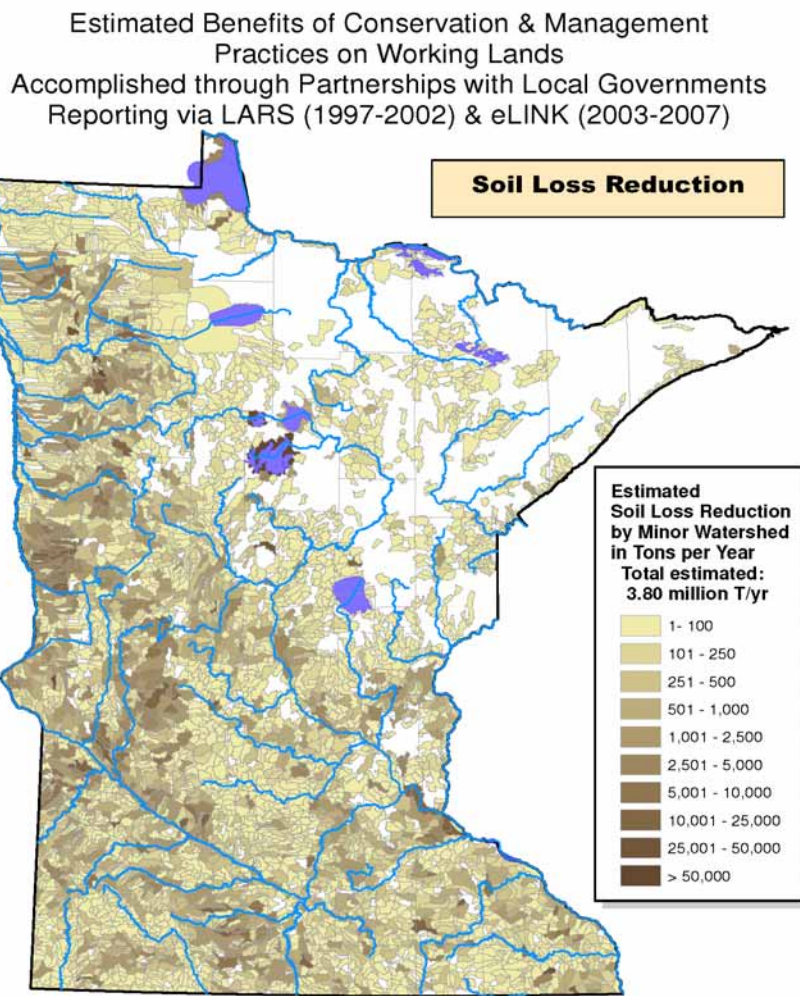 Estimated Benefits of Conservation & Management
Practices on Working Lands
Accomplished through Partnerships with Local Governments
Reporting via LARS (1997-2002) & eLINK (2003-2007)
Soil Loss Reduction
Estimated
Soil Loss Reduction
by Minor Watershed
in Tons per Year
Total estimated:
3.80 million T/yr
1- 100
101 - 250
251 - 500
501 - 1,000
1,001 - 2,500
2,501 - 5,000
5,001 - 10,000
10,001 - 25,000
25,001 - 50,000
> 50,000